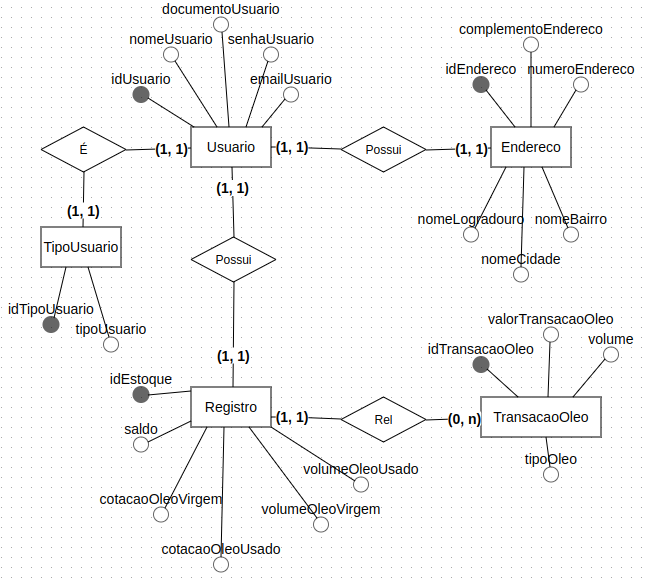 documentoUsuario
nomeUsuario
senhaUsuario
idUsuario
emailUsuario
complementoEndereco
idEndereco
numeroEndereco
É
(1, 1)
Usuario
(1, 1)
Possui
(1, 1)
Endereco
(1, 1)
(1, 1)
TipoUsuario
nomeLogradouro
nomeBairro
nomeCidade
Possui
idTipoUsuario
tipoUsuario
valorTransacaoOleo
volume
idTransacaoOleo
(1, 1)
idEstoque
Registro
(1, 1)
Rel
(0, n)
TransacaoOleo
saldo
tipoOleo
volumeOleoUsado
cotacaoOleoVirgem
volumeOleoVirgem
cotacaoOleoUsado